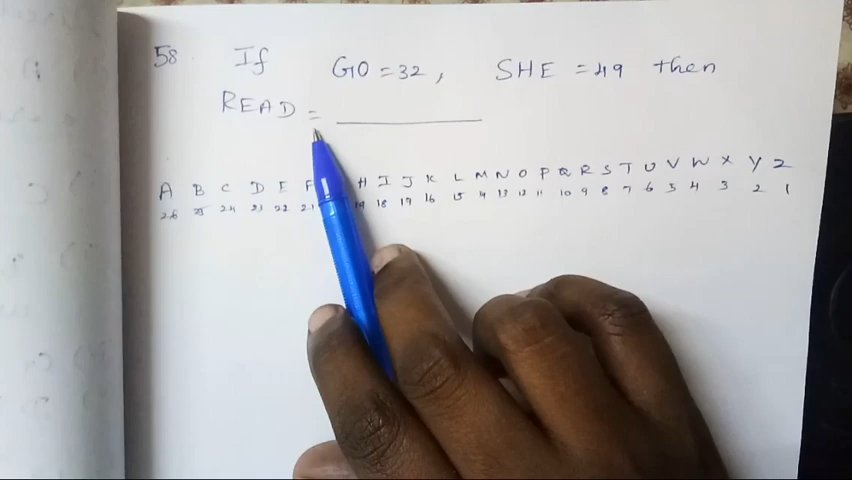 58. If GO = 32, SHE = 49 then
READ = ________
A B C D E F H I J K L M N O P Q R S T U V W X Y Z
26 25 24 23 22 21 19 18 17 16 15 14 13 12 11 10 9 8 7 6 5 4 3 2 1